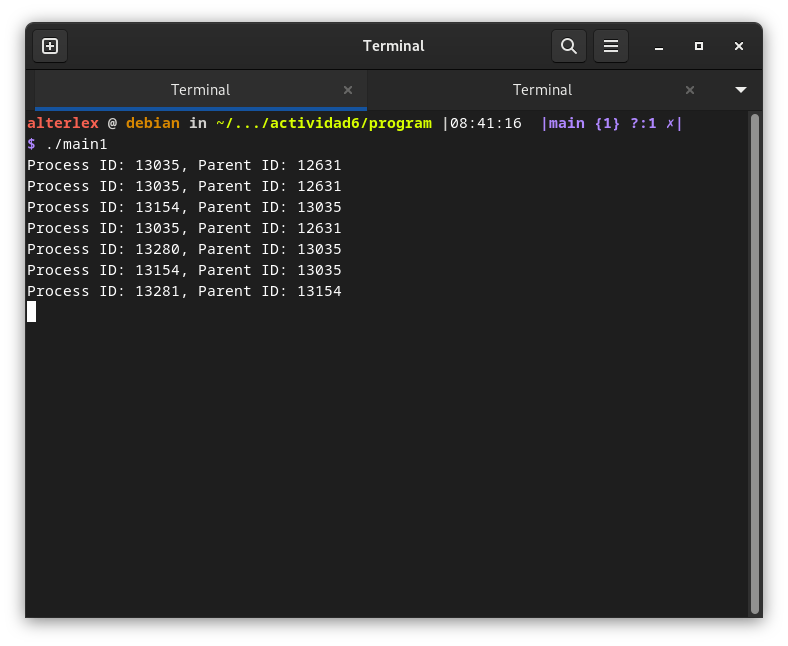 Terminal
Terminal
Terminal
alterlex @ debian in ~/.../actividad6/program |08:41:16  |main {1} ?:1 ✗|
$ ./main1
Process ID: 13035, Parent ID: 12631
Process ID: 13035, Parent ID: 12631
Process ID: 13154, Parent ID: 13035
Process ID: 13035, Parent ID: 12631
Process ID: 13280, Parent ID: 13035
Process ID: 13154, Parent ID: 13035
Process ID: 13281, Parent ID: 13154